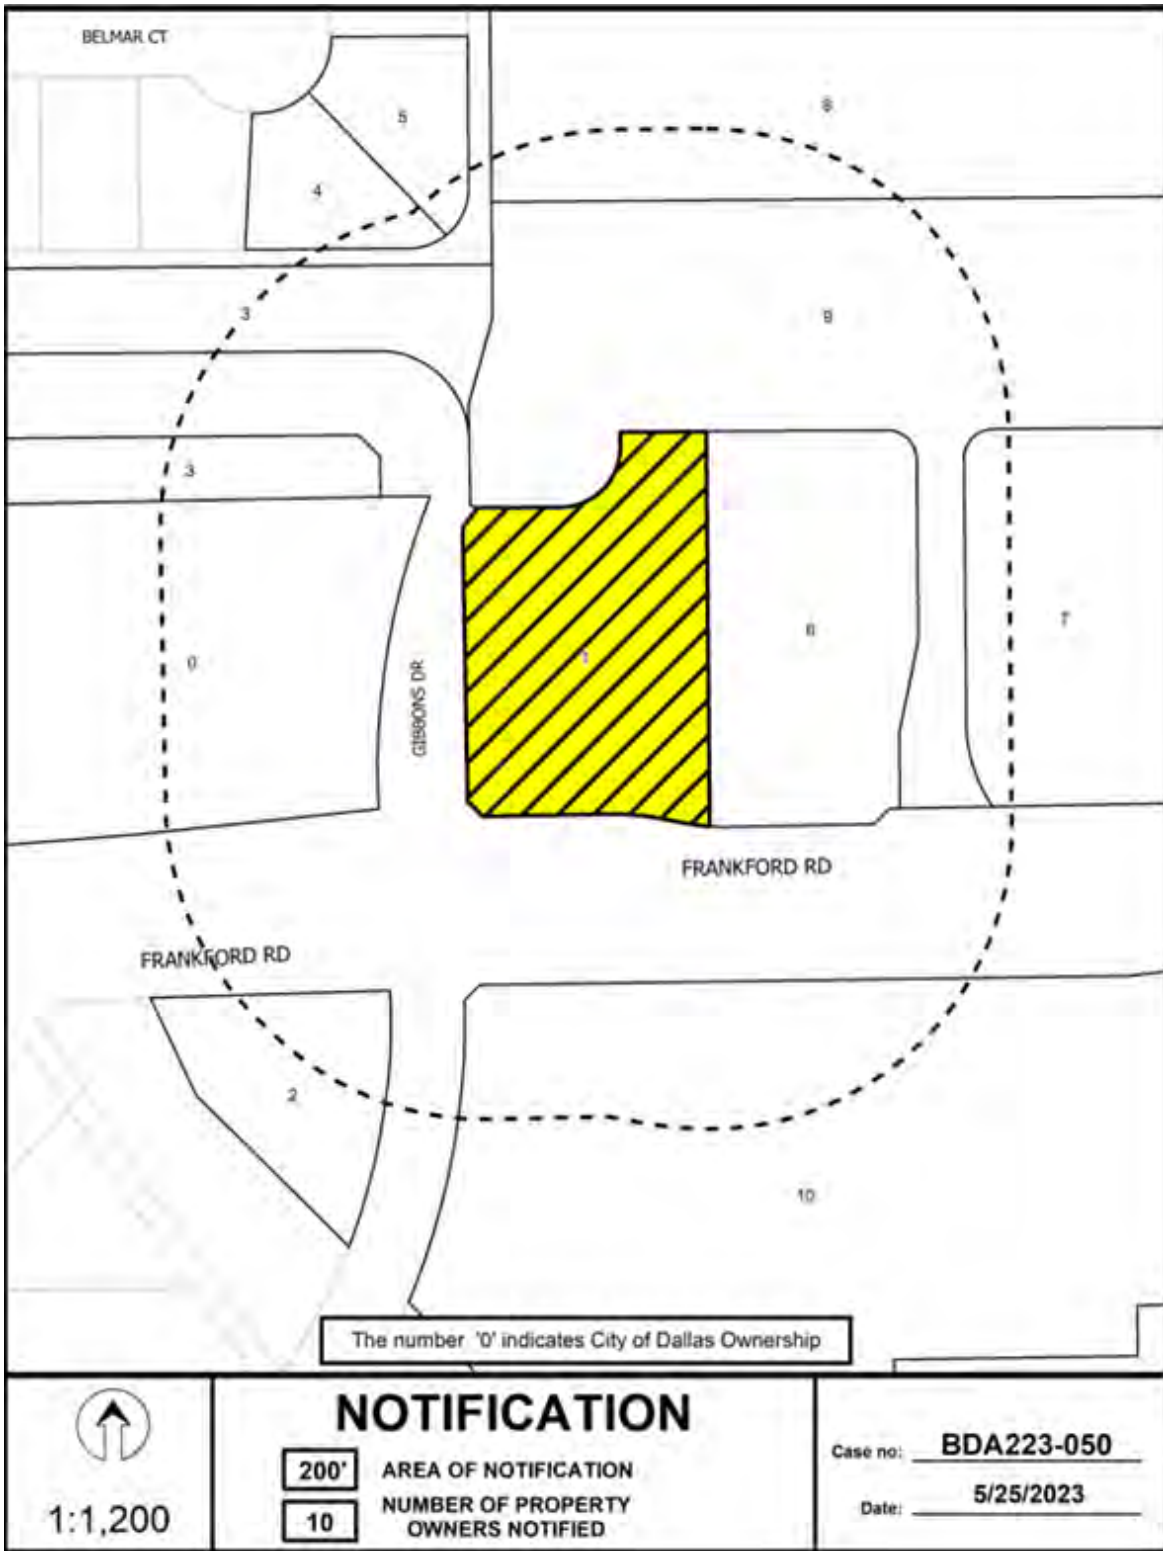 BELMAR CT
5
8
4
3
9
3
6
7
0
1
GIBBONS DR
FRANKFORD RD
FRANKFORD RD
2
10
The number '0' indicates City of Dallas Ownership
NOTIFICATION
200' AREA OF NOTIFICATION
10 NUMBER OF PROPERTY
OWNERS NOTIFIED
1:1,200
Case no: BDA223-050
Date: 5/25/2023